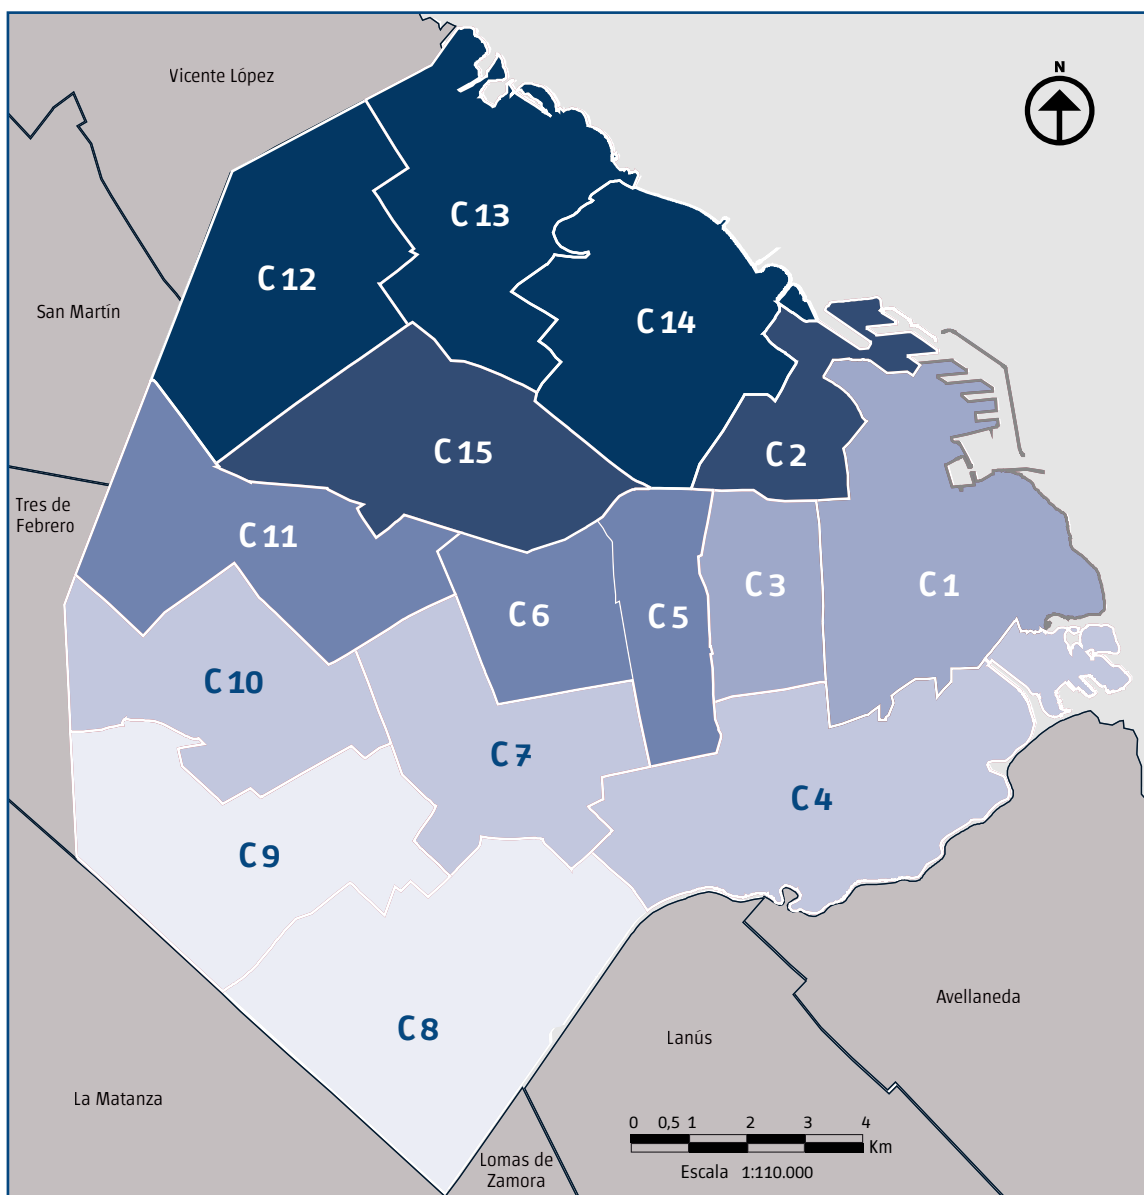 N
Vicente López
C 13
C 12
San Martín
C 14
C 15
C 2
Tres de
Febrero
C 11
C 3
C 1
C 6
C 5
C 10
C 7
C 4
C 9
Avellaneda
C 8
Lanús
La Matanza
0 0,5 1 2 3 4
Km
Lomas de
Zamora
Escala 1:110.000